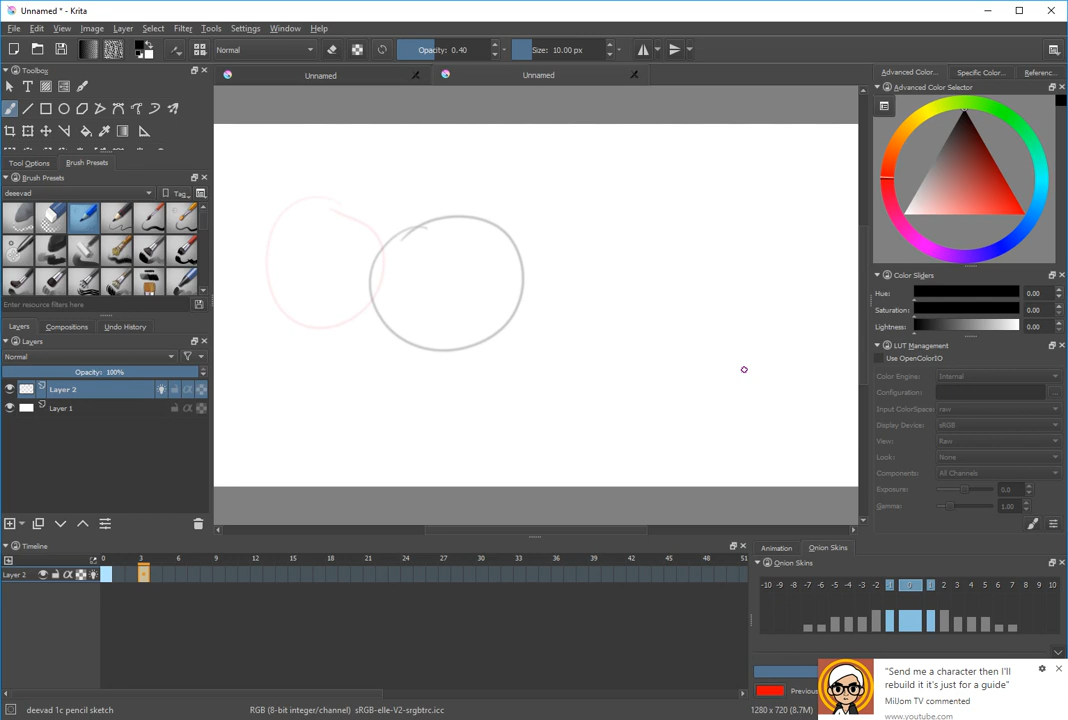 Unnamed * - Krita
File Edit View Image Layer Select Filter Tools Settings Window Help
Normal Opacity: 0.40 Size: 10.00 px
Toolbox Unnamed Unnamed Advanced Color... Specific Color... Referenc...
Advanced Color Selector
Tool Options Brush Presets
Brush Presets
deevad Tag
Color Sliders
Hue: 0.00
Enter resource filters here
Saturation: 0.00
Layers Compositions Undo History
Lightness: 0.00
Layers
LUT Management
Normal
Use OpenColorIO
Opacity: 100%
Color Engine: Internal
Layer 2
Configuration: ...
Layer 1
Input ColorSpace: raw
Display Device: sRGB
View: Raw
Look: None
Components: All Channels
Exposure: 0.0
Gamma: 1.00
Timeline
Animation Onion Skins
0 3 6 9 12 15 18 21 24 27 30 33 36 39 42 45 48 51
Onion Skins
Layer 2
-10 -9 -8 -7 -6 -5 -4 -3 -2 -1 0 1 2 3 4 5 6 7 8 9 10
"Send me a character then I'll
rebuild it it's just for a guide"
Previous
MilJom TV commented
deevad 1c pencil sketch RGB (8-bit integer/channel) sRGB-elle-V2-srgbtrc.icc 1280 x 720 (8.7M)
www.youtube.com